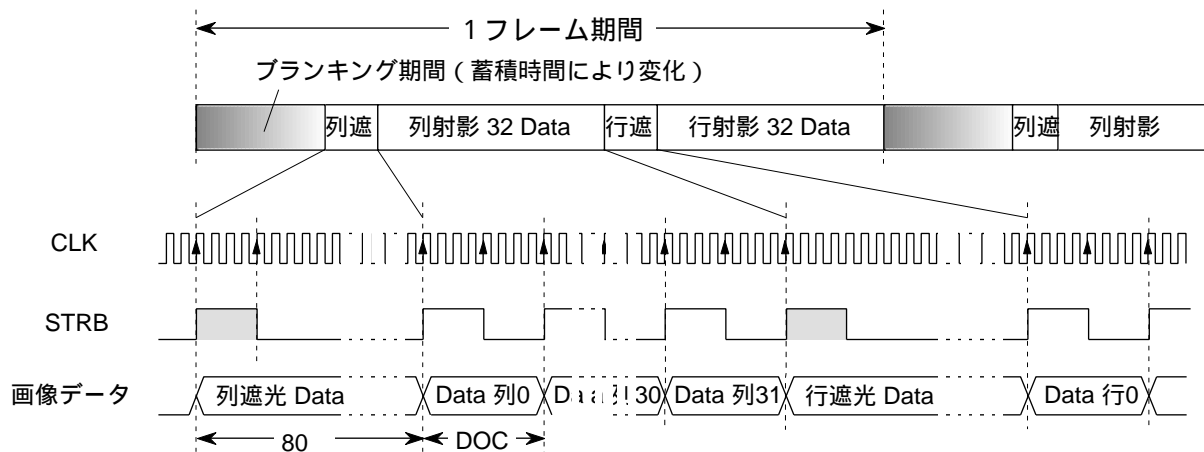 1 フレーム期間
ブランキング期間 ( 蓄積時間により変化 )
列遮 列射影 32 Data 行遮 行射影 32 Data 列遮 列射影
CLK
STRB
画像データ 列遮光 Data Data 列0 30 Data 列31 行遮光 Data Data 行0
80 DOC